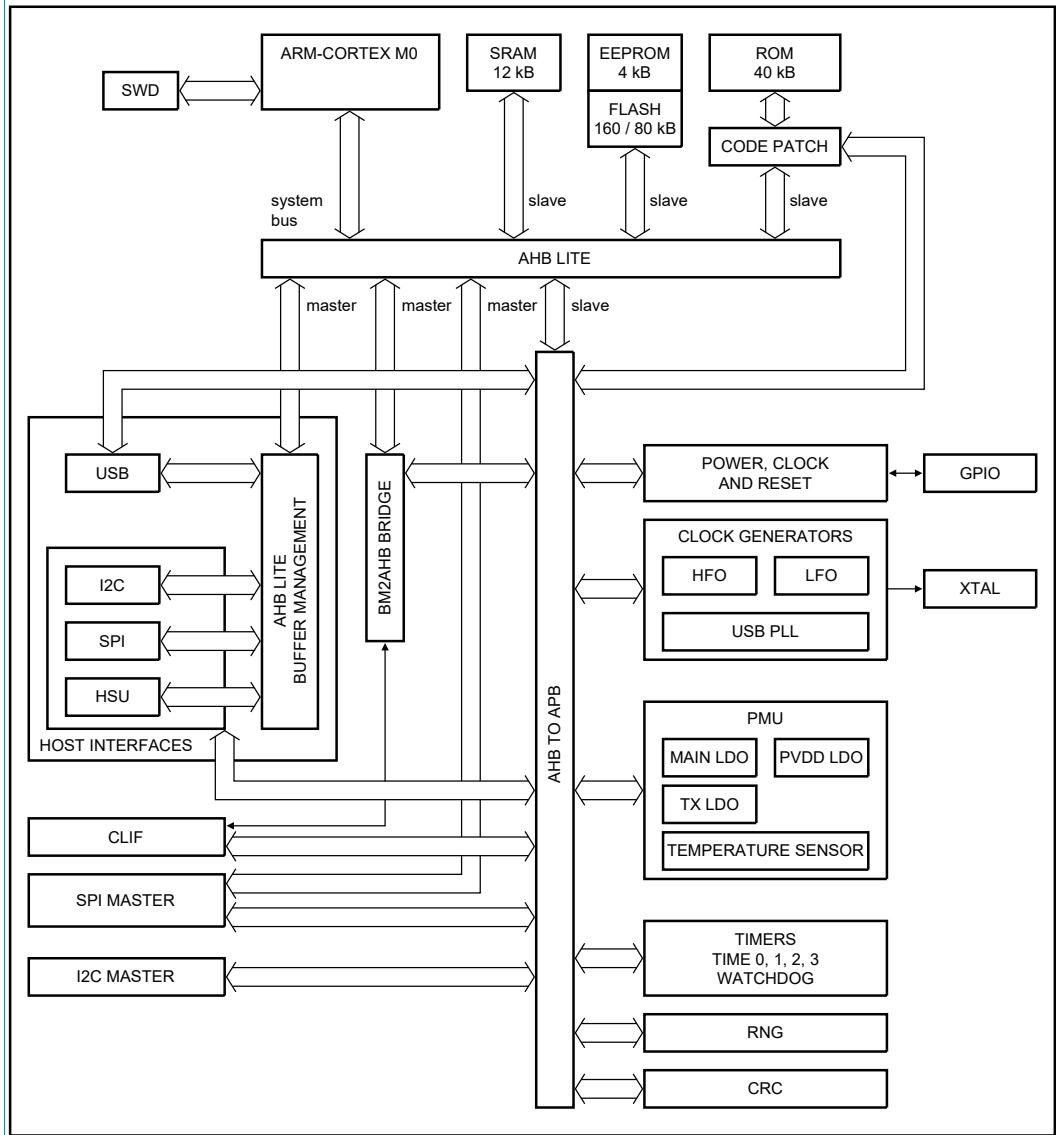 ARM-CORTEX M0
SRAM
12 kB
EEPROM
4 kB
ROM
40 kB
SWD
FLASH
160 / 80 kB
CODE PATCH
system
bus
slave
slave
slave
AHB LITE
master
master
master
slave
USB
AHB LITE
BUFFER MANAGEMENT
BM2AHB BRIDGE
I2C
SPI
HSU
HOST INTERFACES
AHB TO APB
POWER, CLOCK
AND RESET
GPIO
CLOCK GENERATORS
HFO
LFO
USB PLL
XTAL
PMU
MAIN LDO
PVDD LDO
TX LDO
TEMPERATURE SENSOR
CLIF
SPI MASTER
I2C MASTER
TIMERS
TIME 0, 1, 2, 3
WATCHDOG
RNG
CRC